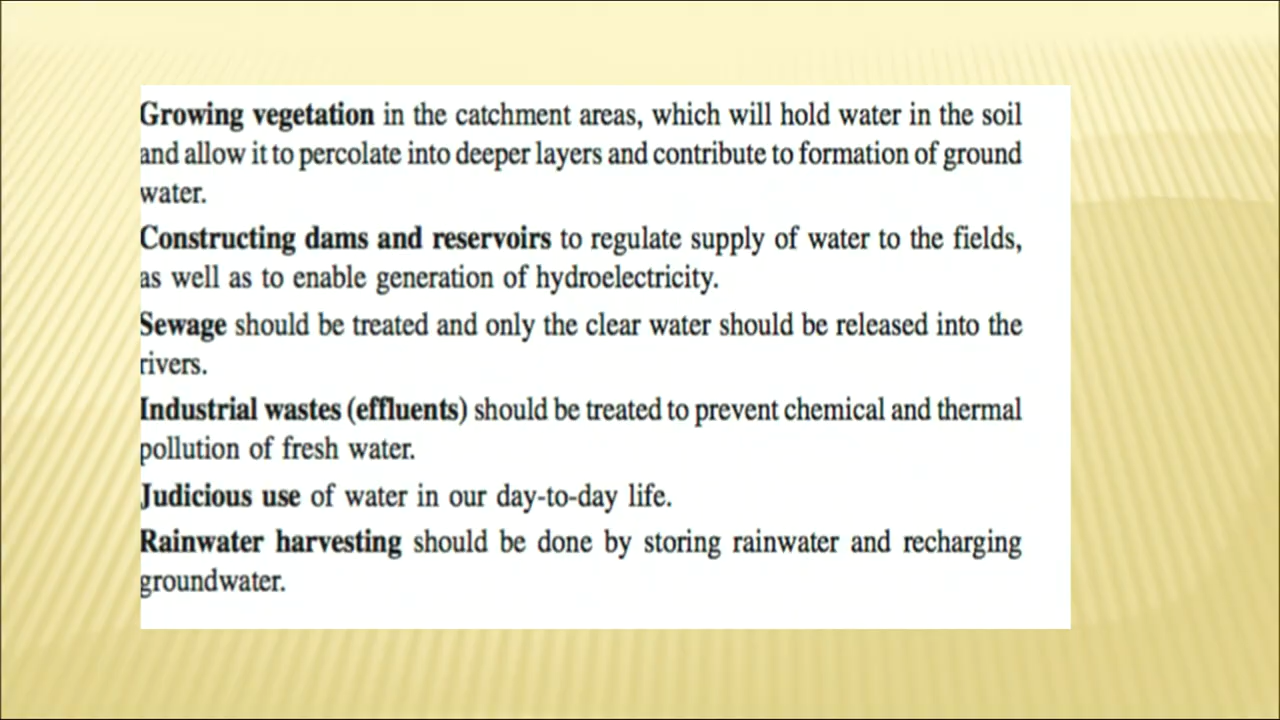 Growing vegetation in the catchment areas, which will hold water in the soil
and allow it to percolate into deeper layers and contribute to formation of ground
water.
Constructing dams and reservoirs to regulate supply of water to the fields,
as well as to enable generation of hydroelectricity.
Sewage should be treated and only the clear water should be released into the
rivers.
Industrial wastes (effluents) should be treated to prevent chemical and thermal
pollution of fresh water.
Judicious use of water in our day-to-day life.
Rainwater harvesting should be done by storing rainwater and recharging
groundwater.